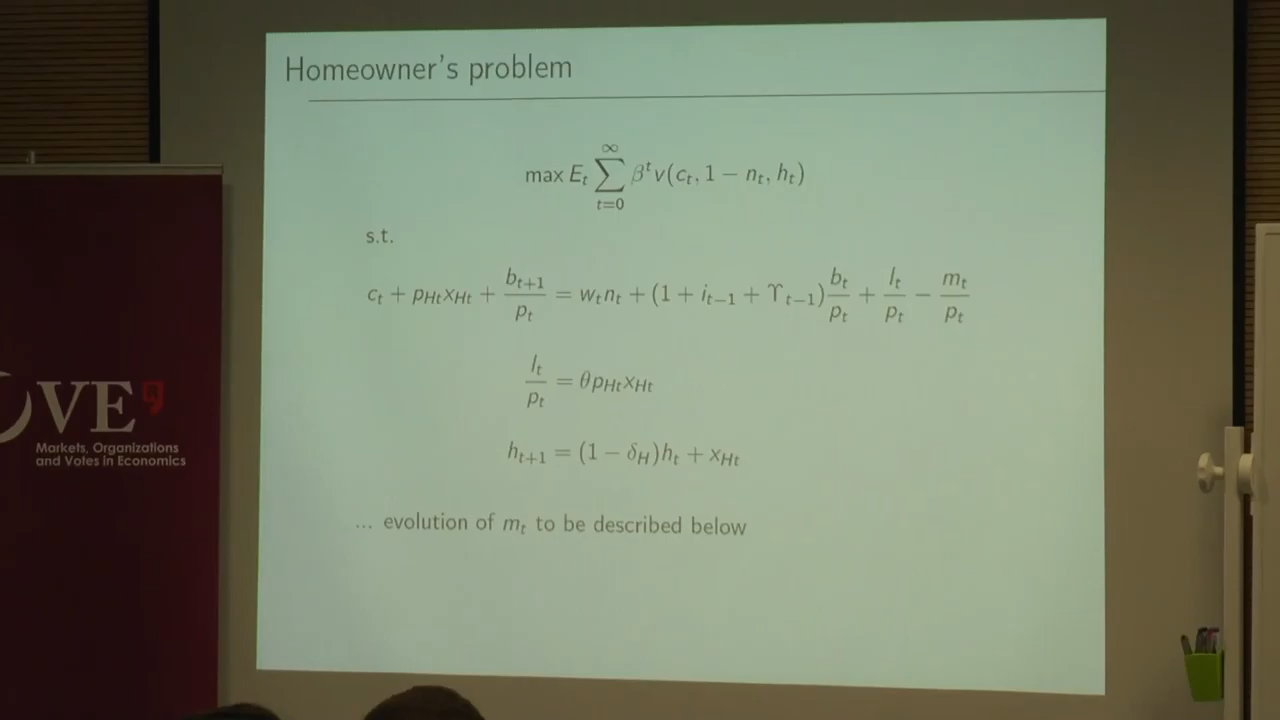 Homeowner's problem
max E_t ∑_{t=0}^{∞} β^t v(c_t, 1 − n_t, h_t)
s.t.
c_t + p_{Ht}x_{Ht} + b_{t+1}/p_t = w_t n_t + (1 + i_{t−1} + ϒ_{t−1}) b_t/p_t + l_t/p_t − m_t/p_t
l_t/p_t = θp_{Ht}x_{Ht}
h_{t+1} = (1 − δ_H)h_t + x_{Ht}
... evolution of m_t to be described below
OVE
Markets, Organizations
and Votes in Economics